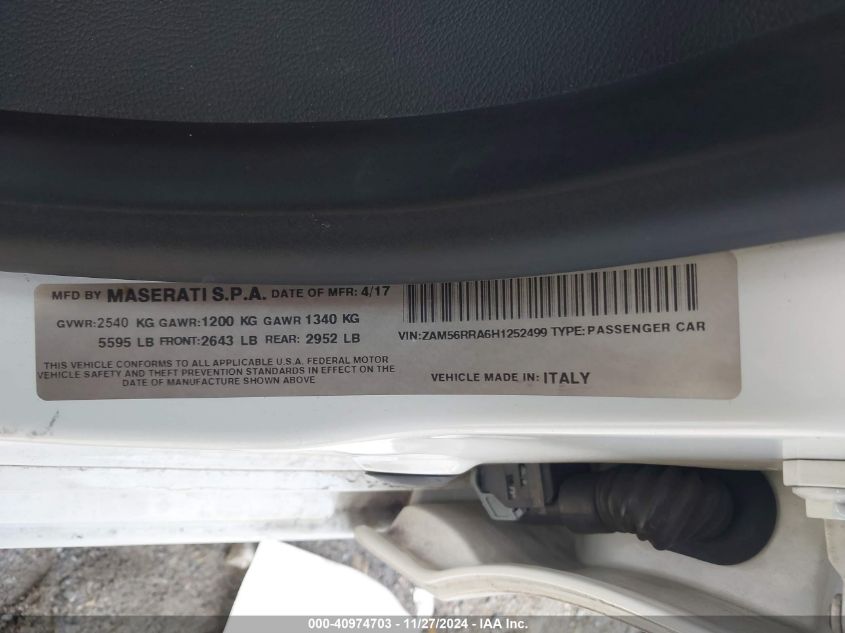 MFD BY MASERATI S.P.A. DATE OF MFR: 4/17
GVWR: 2540 KG GAWR: 1200 KG GAWR 1340 KG
5595 LB FRONT: 2643 LB REAR: 2952 LB
THIS VEHICLE CONFORMS TO ALL APPLICABLE U.S.A. FEDERAL MOTOR
VEHICLE SAFETY AND THEFT PREVENTION STANDARDS IN EFFECT ON THE
DATE OF MANUFACTURE SHOWN ABOVE
VIN: ZAM56RRA6H1252499 TYPE: PASSENGER CAR
VEHICLE MADE IN: ITALY
000-40974703 - 11/27/2024 - IAA Inc.